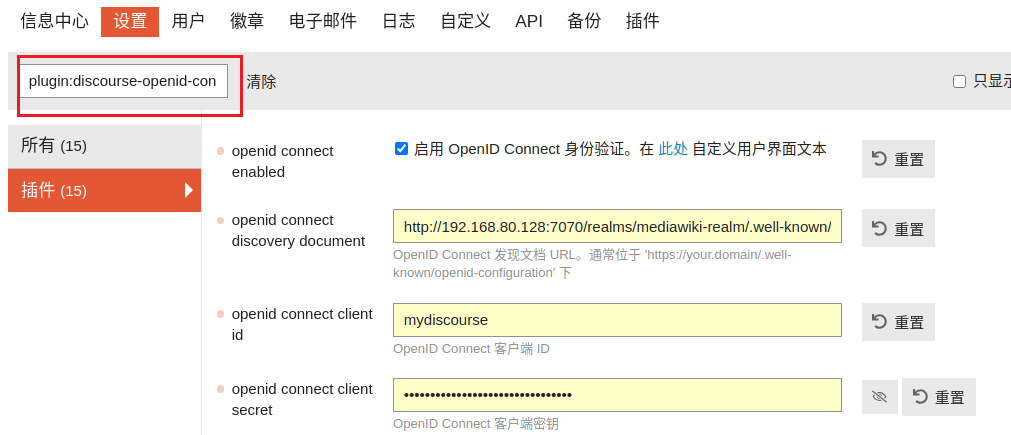 信息中心 设置 用户 徽章 电子邮件 日志 自定义 API 备份 插件
plugin:discourse-openid-con 清除 只显示
所有 (15)
插件 (15)
openid connect enabled
启用 OpenID Connect 身份验证。在 此处 自定义用户界面文本
重置
openid connect discovery document
http://192.168.80.128:7070/realms/mediawiki-realm/.well-known/
重置
OpenID Connect 发现文档 URL。通常位于 'https://your.domain/.well-
known/openid-configuration' 下
openid connect client id
mydiscourse
重置
OpenID Connect 客户端 ID
openid connect client secret
••••••••••••••••••••••••••••••••
重置
OpenID Connect 客户端密钥